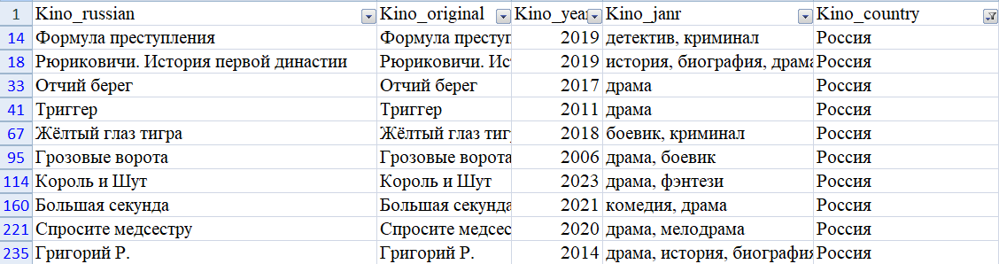 1 Kino_russian Kino_original Kino_year Kino_janr Kino_country
14 Формула преступления Формула преступ 2019 детектив, криминал Россия
18 Рюриковичи. История первой династии Рюриковичи. Ис 2019 история, биография, драма Россия
33 Отчий берег Отчий берег 2017 драма Россия
41 Триггер Триггер 2011 драма Россия
67 Жёлтый глаз тигра Жёлтый глаз тиг 2018 боевик, криминал Россия
95 Грозовые ворота Грозовые ворота 2006 драма, боевик Россия
114 Король и Шут Король и Шут 2023 драма, фэнтези Россия
160 Большая секунда Большая секунда 2021 комедия, драма Россия
221 Спросите медсестру Спросите медсес 2020 драма, мелодрама Россия
235 Григорий Р. Григорий Р. 2014 драма, история, биография Россия